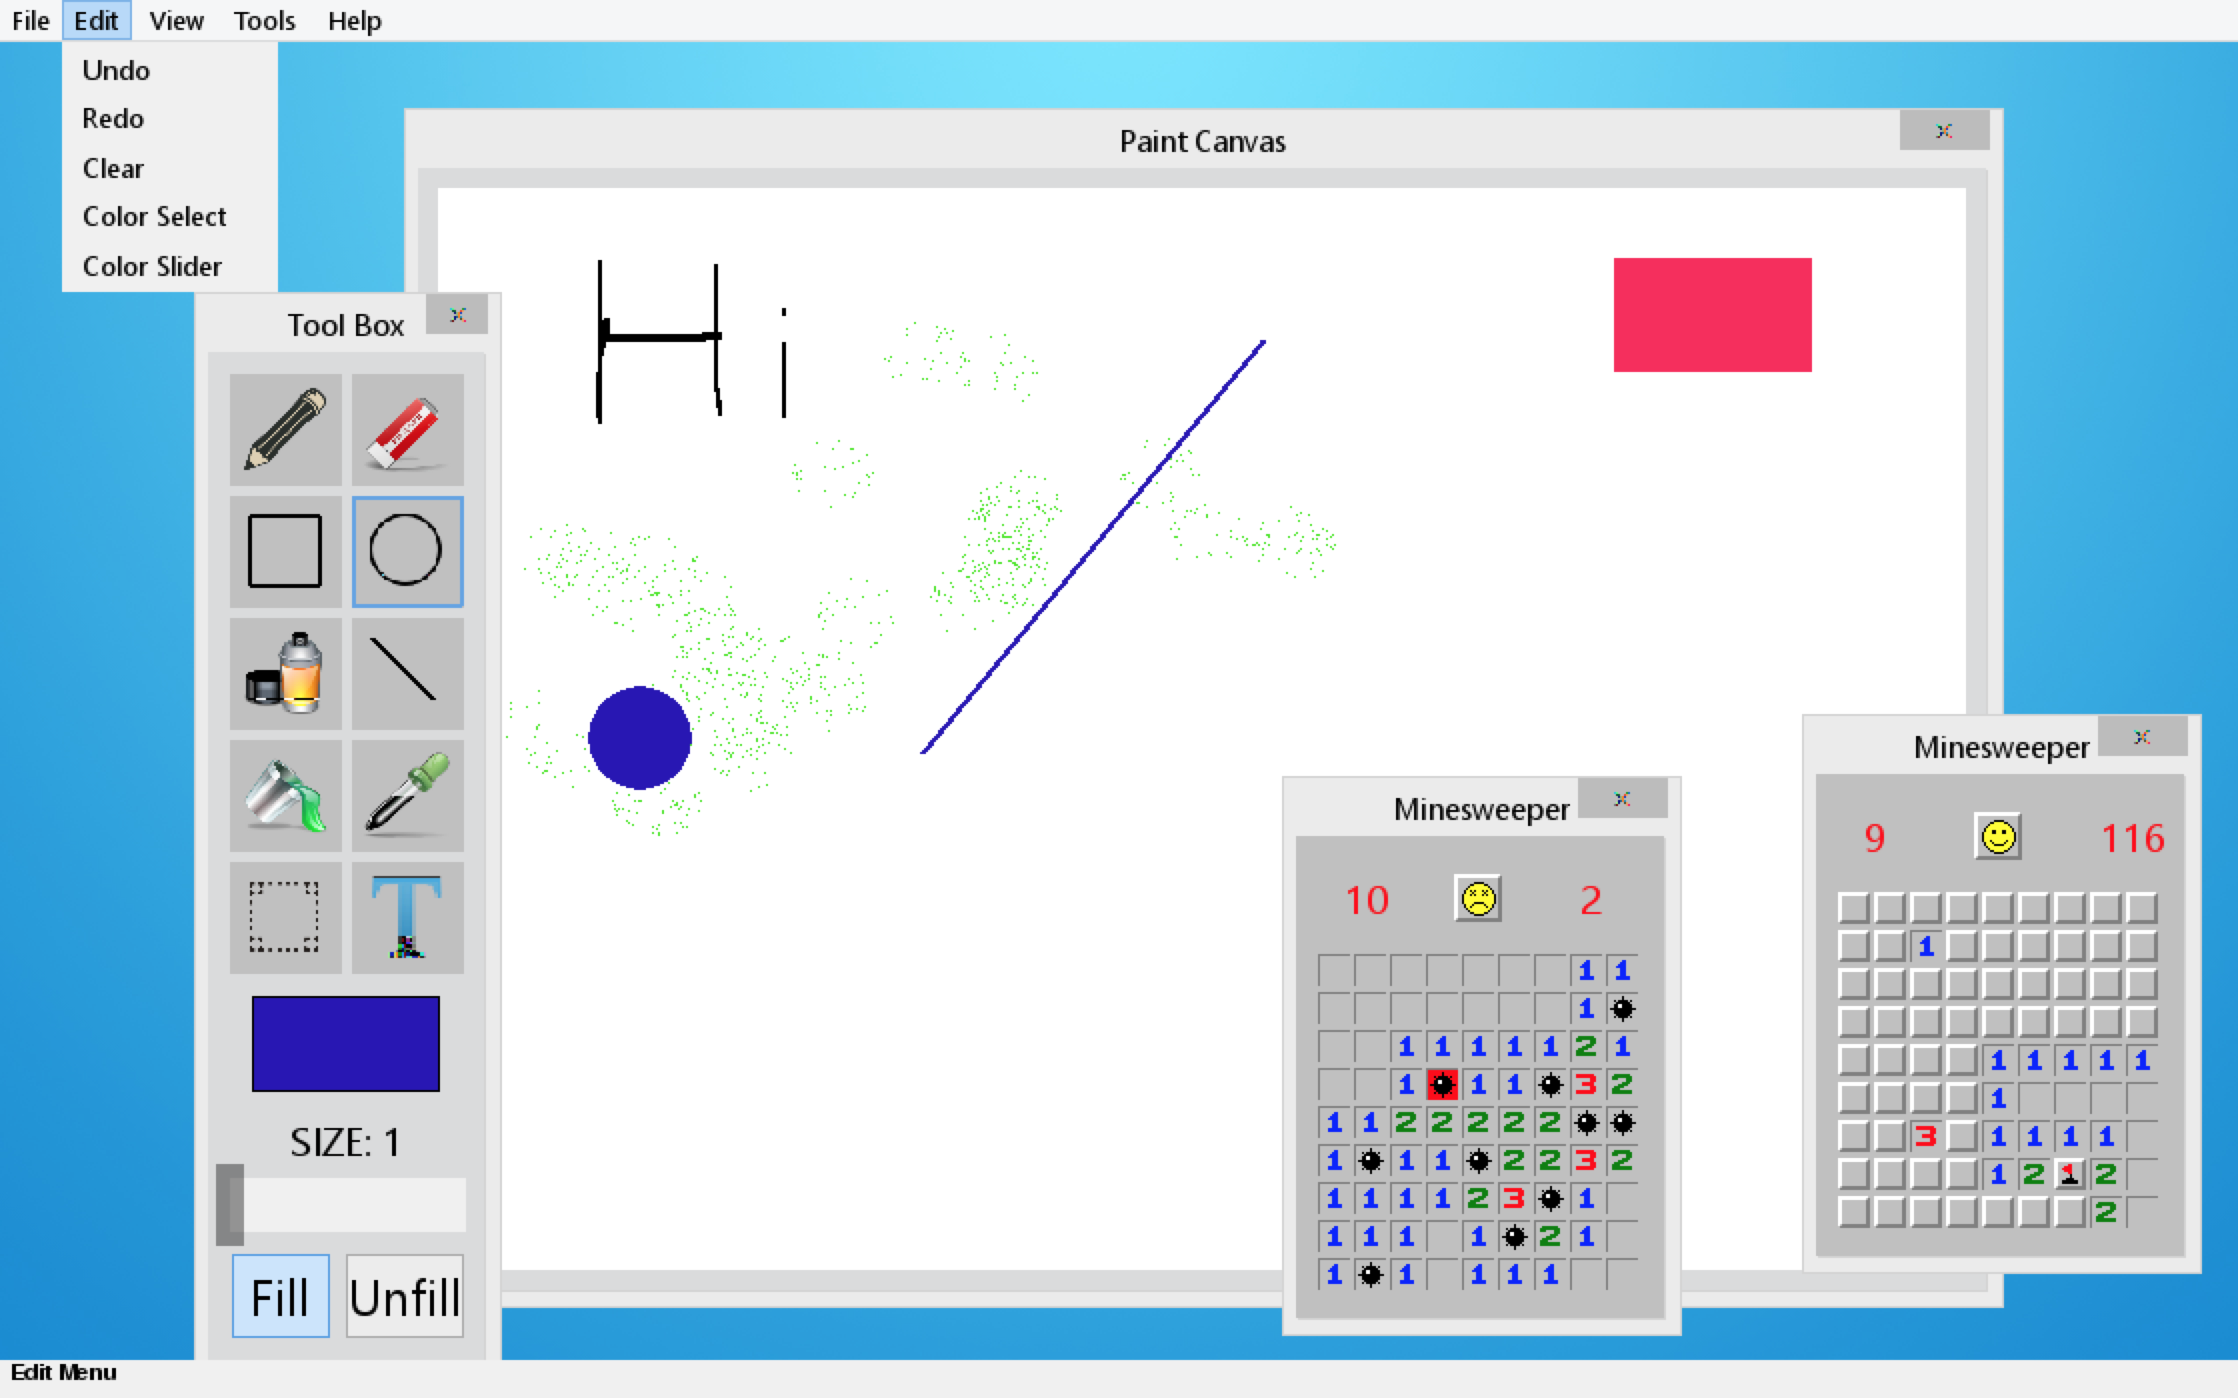 File Edit View Tools Help
Undo
Redo
Clear
Color Select
Color Slider
Paint Canvas
Hi
Tool Box
T
SIZE: 1
Fill Unfill
Minesweeper
10 2
1 1
1
1 1 1 1 1 2 1
1 1 1 3 2
1 1 2 2 2 2 2
1 1 1 2 2 3 2
1 1 1 1 2 3 1
1 1 1 1 2 1
1 1 1 1 1
Minesweeper
9 116
1
1 1 1 1 1
1
3 1 1 1 1
1 2 1 2
2
Edit Menu